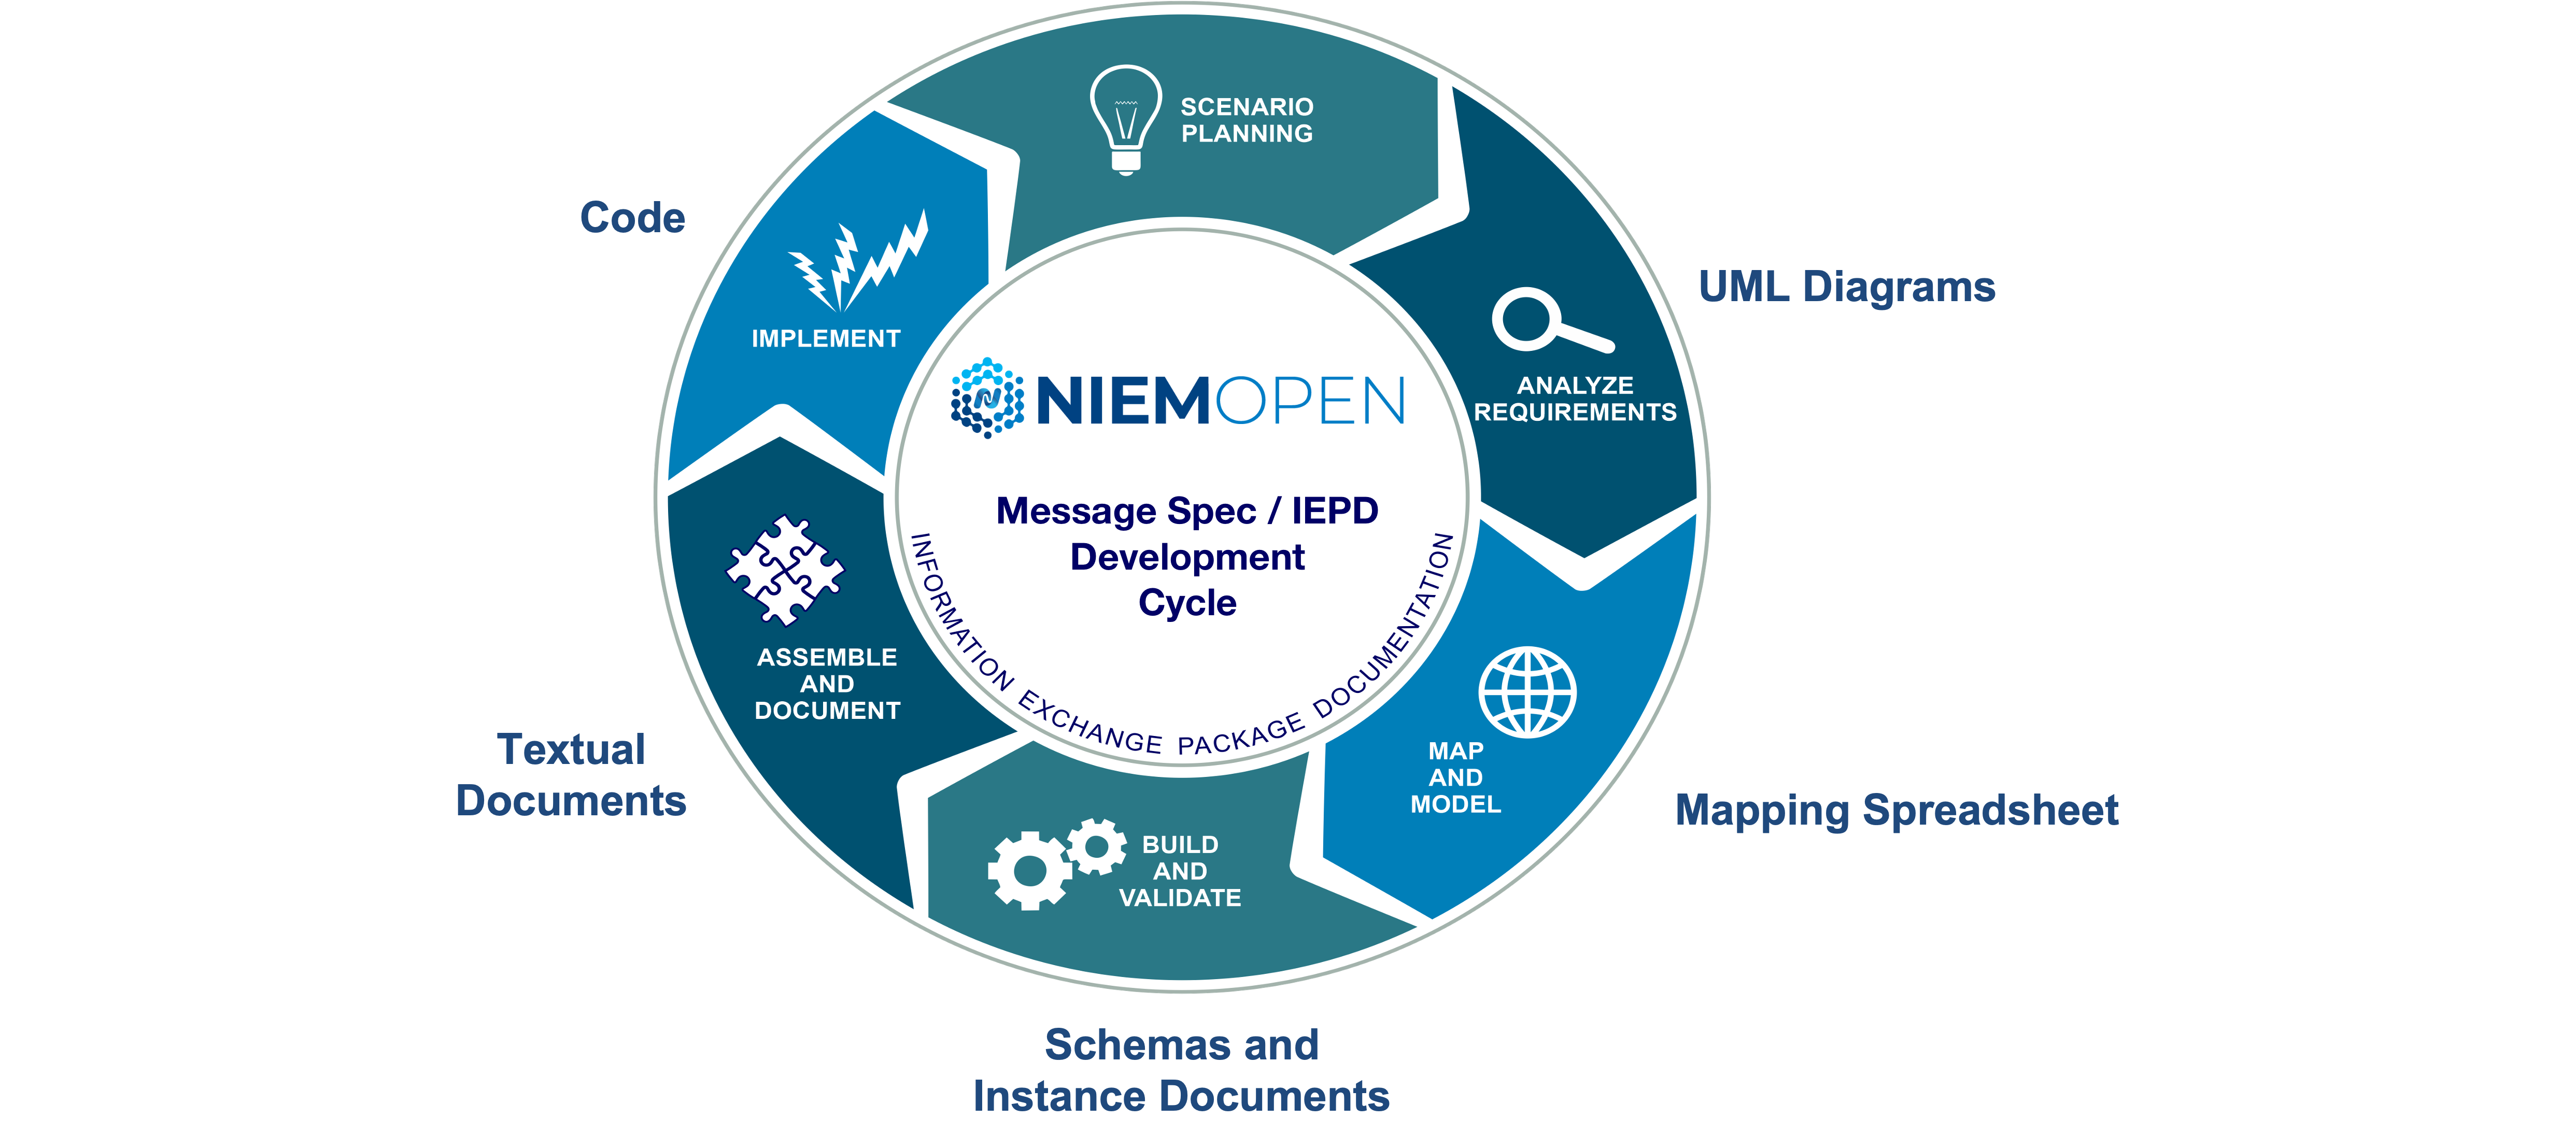 SCENARIO
PLANNING
ANALYZE
REQUIREMENTS
UML Diagrams
MAP
AND
MODEL
Mapping Spreadsheet
BUILD
AND
VALIDATE
Schemas and
Instance Documents
ASSEMBLE
AND
DOCUMENT
Textual
Documents
IMPLEMENT
Code
NIEMOPEN
Message Spec / IEPD
Development
Cycle
INFORMATION EXCHANGE PACKAGE DOCUMENTATION